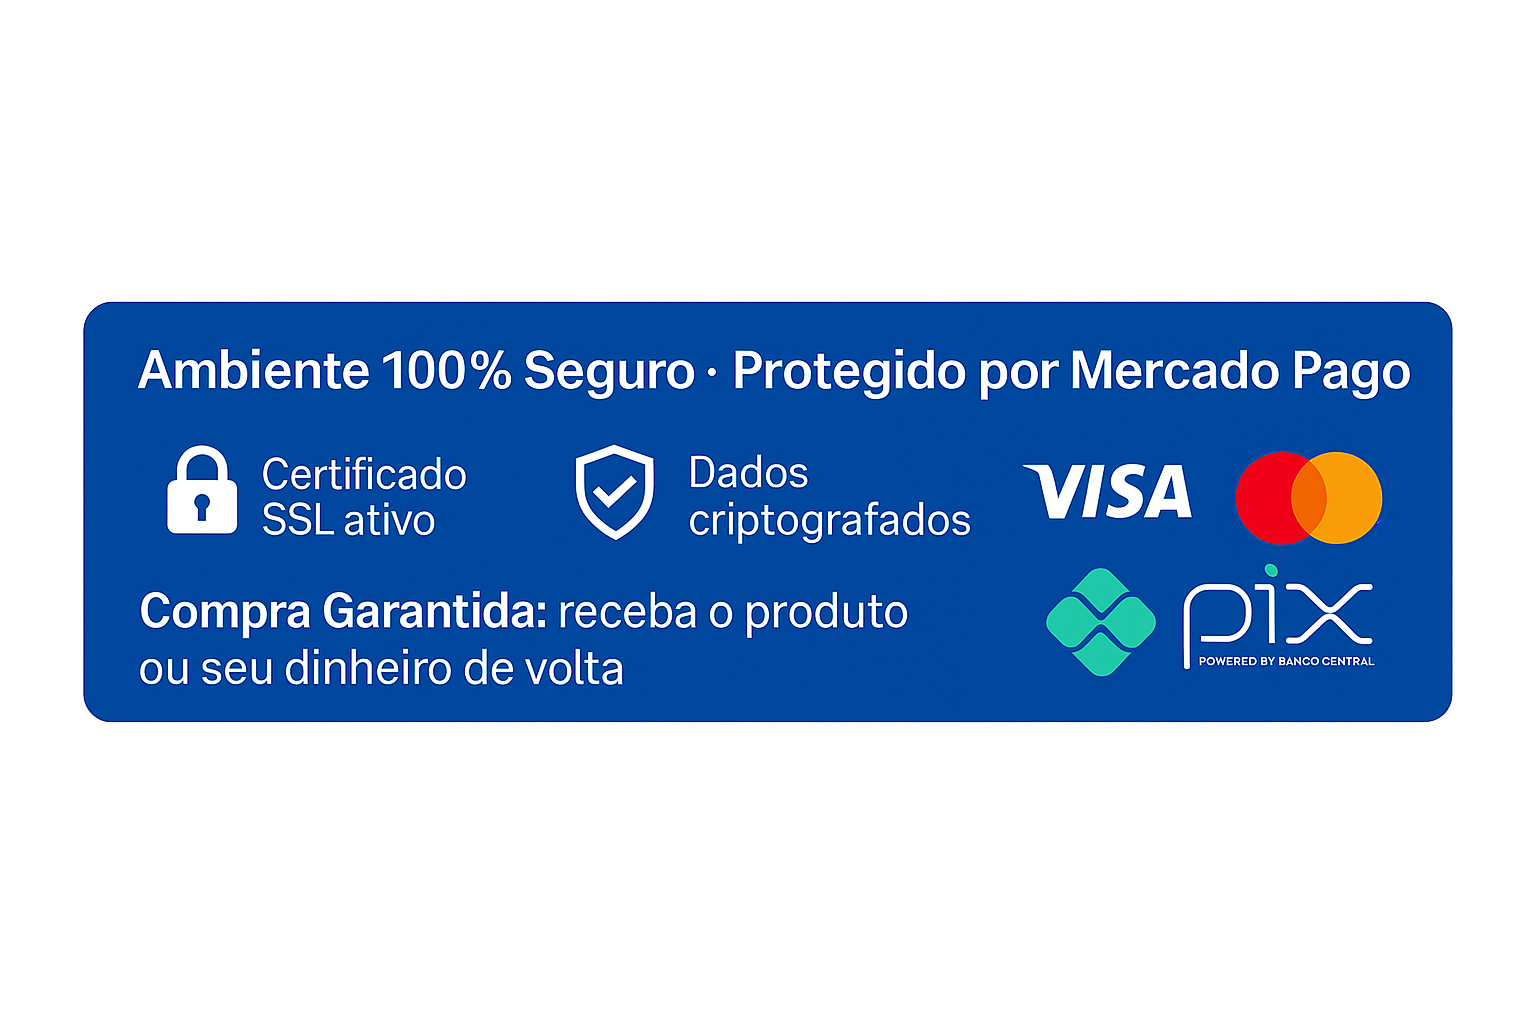 Ambiente 100% Seguro · Protegido por Mercado Pago
Certificado
SSL ativo
Dados
criptografados
VISA
Compra Garantida: receba o produto
ou seu dinheiro de volta
pix
POWERED BY BANCO CENTRAL